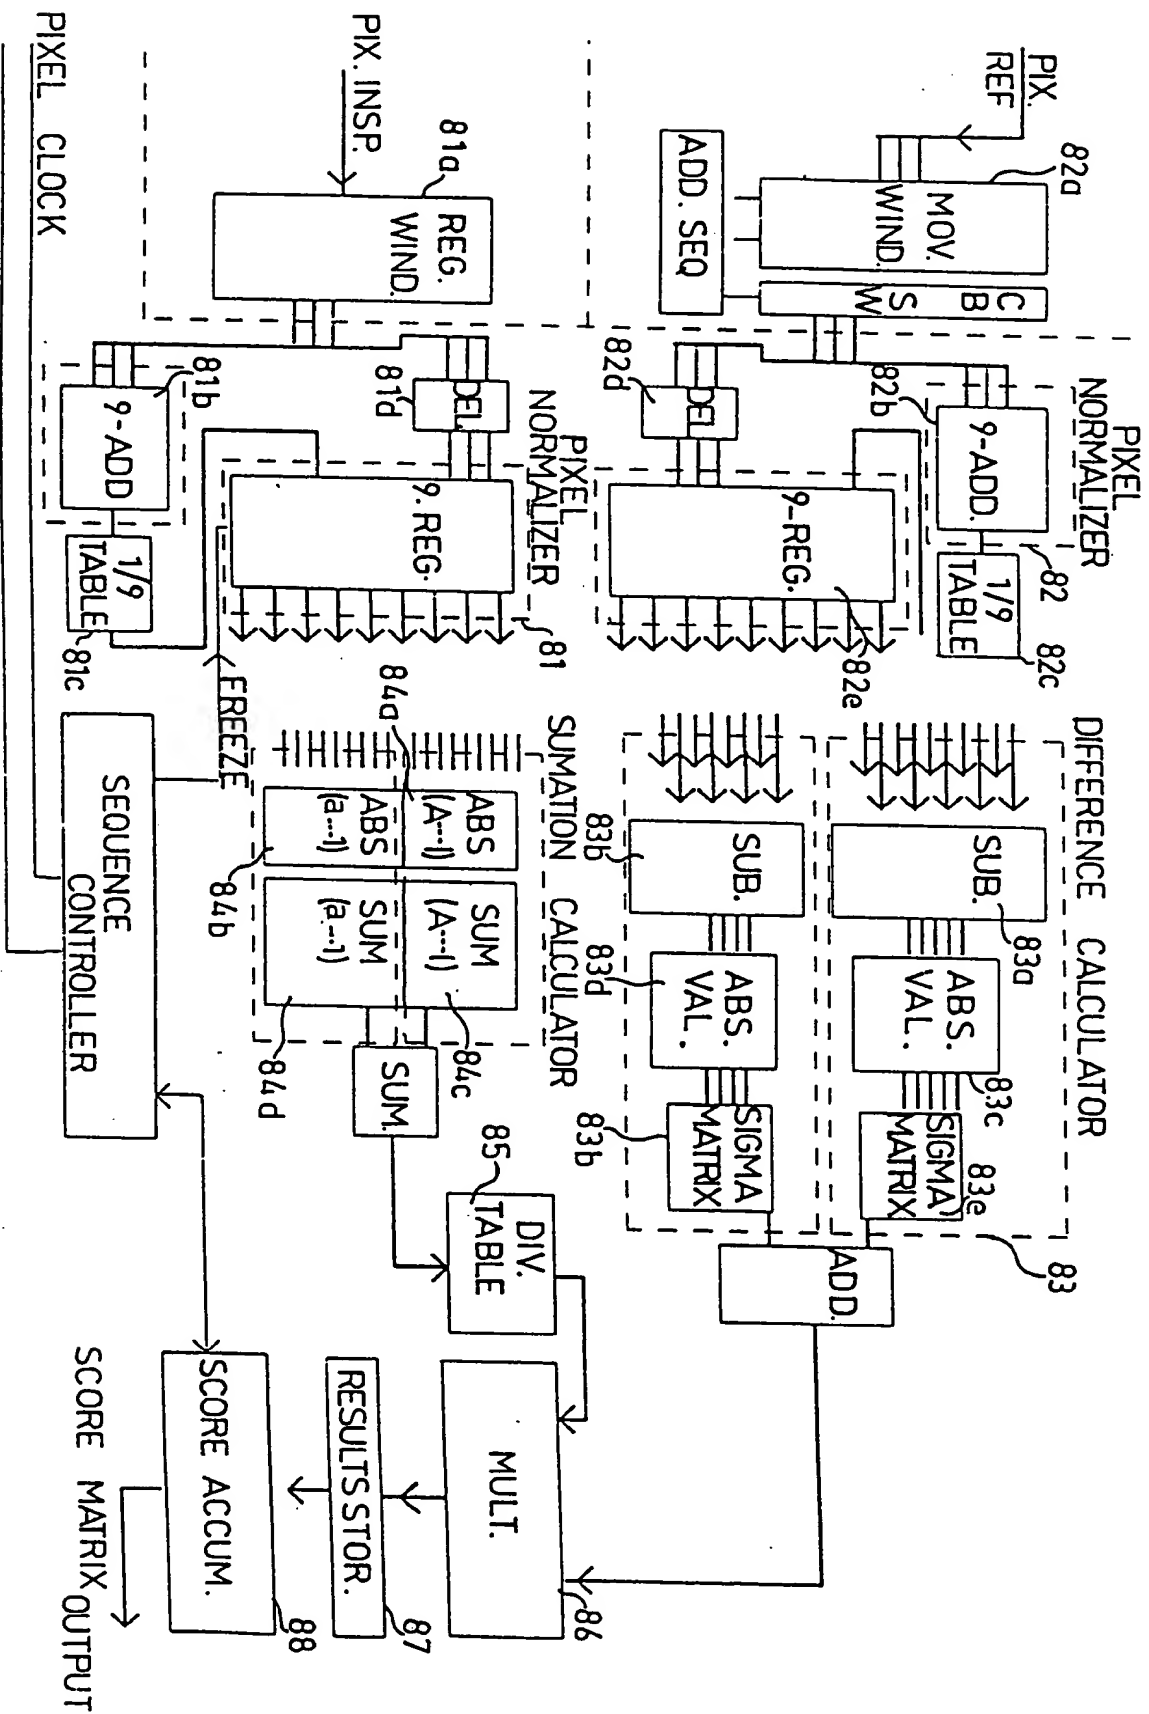 PIX.
REF
82a
MOV.
WIND.
ADD. SEQ
C B S W
PIXEL
NORMALIZER
82
82b
9-ADD.
1/9
TABLE
82c
82d
DEL
9-REG.
82e
DIFFERENCE CALCULATOR
SUB.
83a
ABS.
VAL.
83c
SIGMA
MATRIX
83e
83
SUB.
83b
ABS.
VAL.
83d
SIGMA
MATRIX
83b
ADD.
PIX. INSP.
81a
REG.
WIND.
PIXEL
NORMALIZER
81
DEL.
81d
9.REG.
81b
9-ADD
1/9
TABLE
81c
FREEZE
SUMATION CALCULATOR
84a
ABS
(A---I)
ABS
(a---1)
84b
SUM
(A---I)
SUM
(a---1)
84c
84d
SUM.
85
DIV.
TABLE
MULT.
86
RESULTS STOR.
87
SCORE ACCUM.
88
SCORE MATRIX OUTPUT
PIXEL CLOCK
SEQUENCE
CONTROLLER